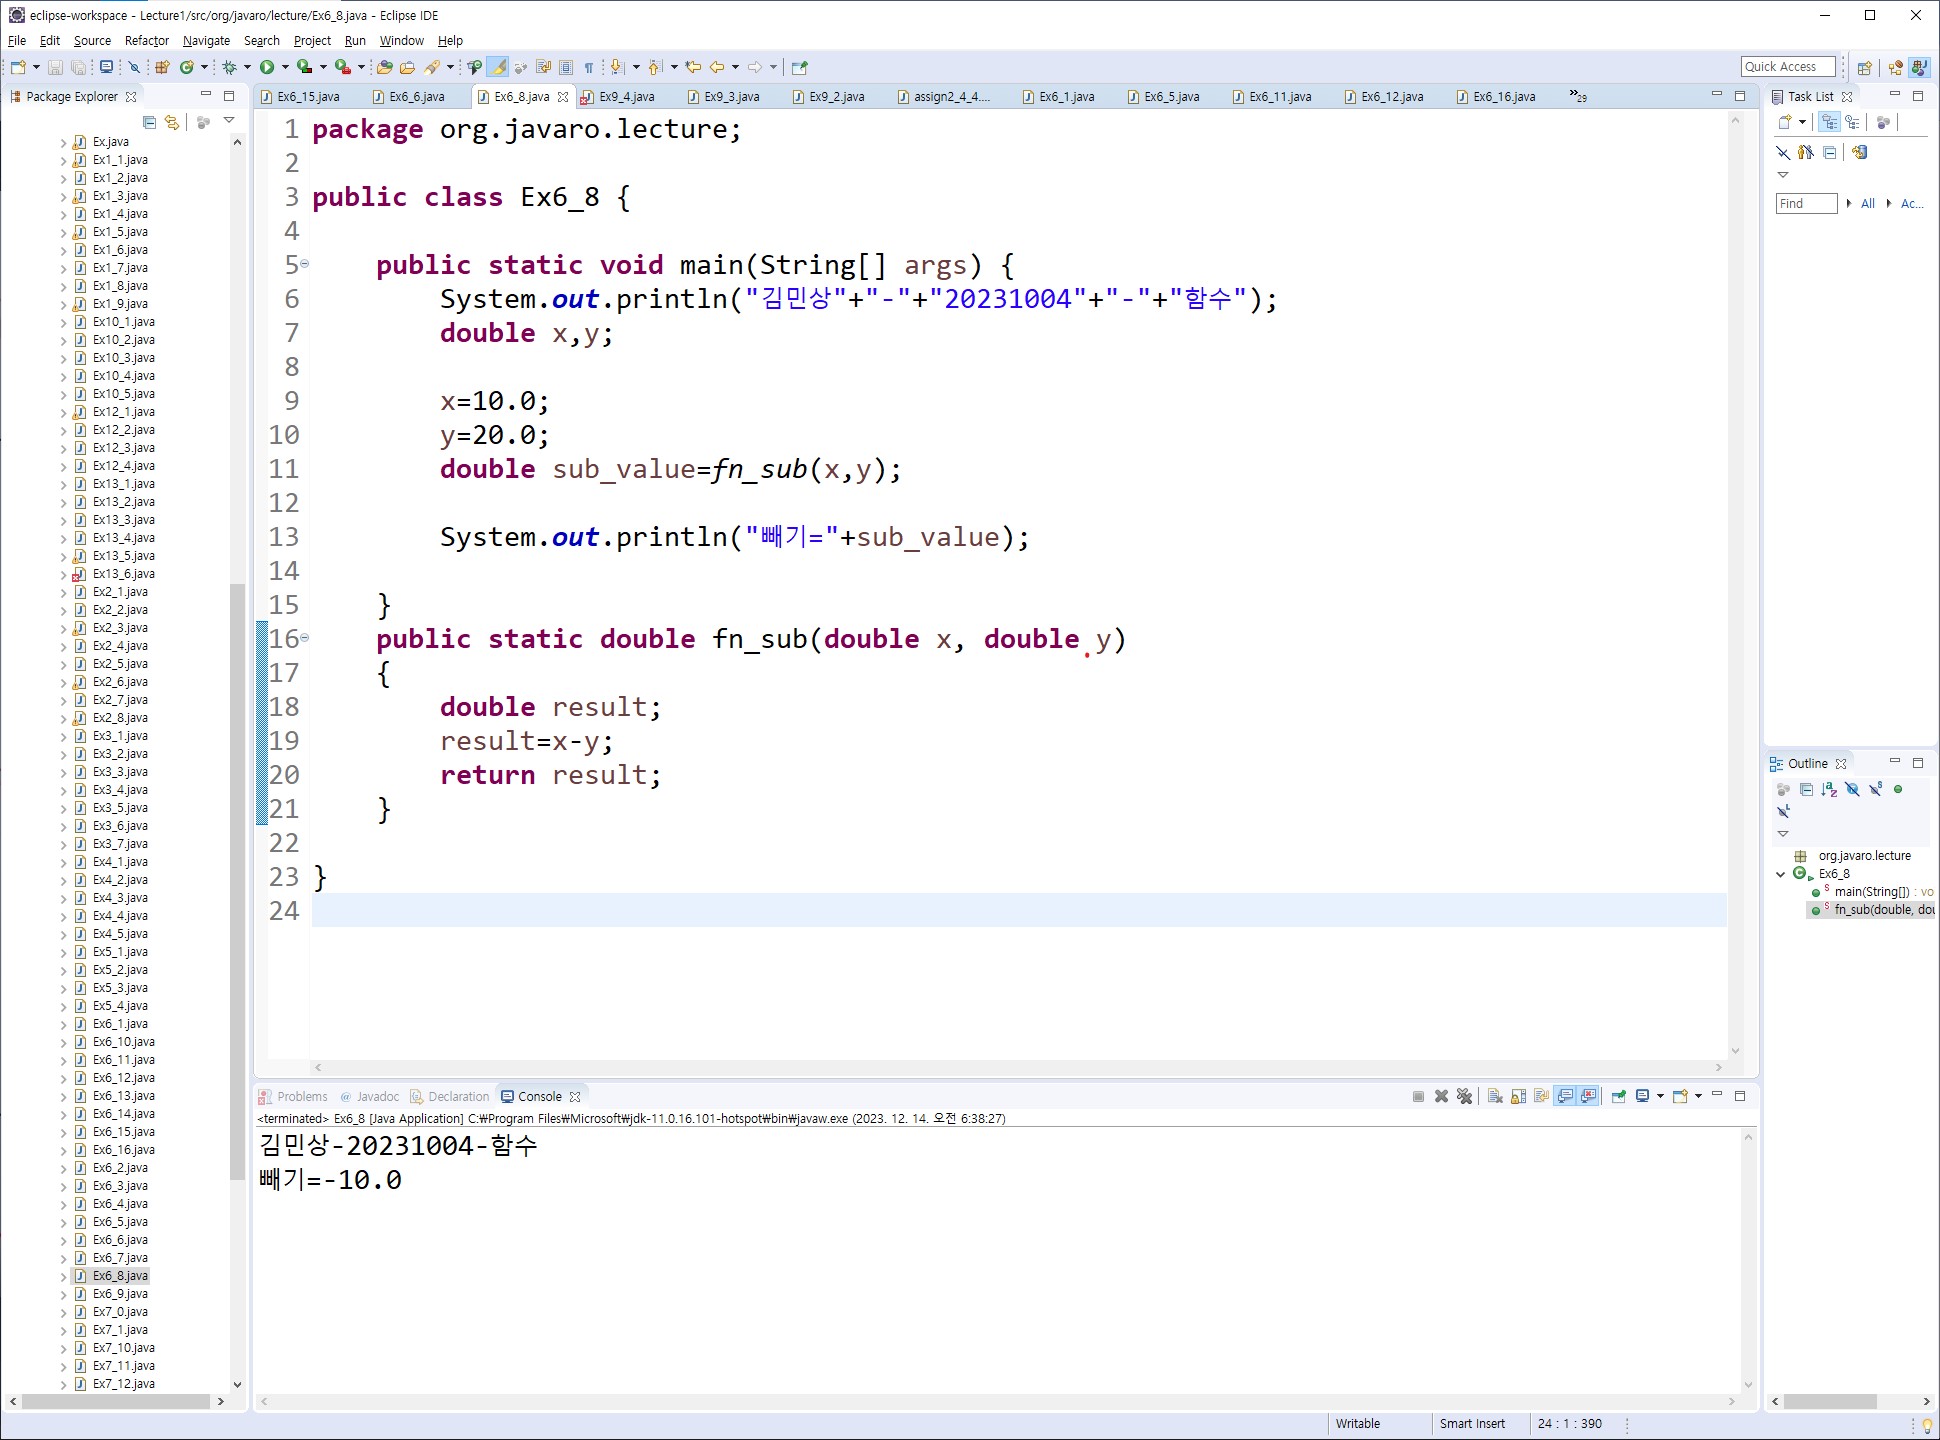 eclipse-workspace - Lecture1/src/org/javaro/lecture/Ex6_8.java - Eclipse IDE
File Edit Source Refactor Navigate Search Project Run Window Help
Quick Access
Package Explorer
Ex.java
Ex1_1.java
Ex1_2.java
Ex1_3.java
Ex1_4.java
Ex1_5.java
Ex1_6.java
Ex1_7.java
Ex1_8.java
Ex1_9.java
Ex10_1.java
Ex10_2.java
Ex10_3.java
Ex10_4.java
Ex10_5.java
Ex12_1.java
Ex12_2.java
Ex12_3.java
Ex12_4.java
Ex13_1.java
Ex13_2.java
Ex13_3.java
Ex13_4.java
Ex13_5.java
Ex13_6.java
Ex2_1.java
Ex2_2.java
Ex2_3.java
Ex2_4.java
Ex2_5.java
Ex2_6.java
Ex2_7.java
Ex2_8.java
Ex3_1.java
Ex3_2.java
Ex3_3.java
Ex3_4.java
Ex3_5.java
Ex3_6.java
Ex3_7.java
Ex4_1.java
Ex4_2.java
Ex4_3.java
Ex4_4.java
Ex4_5.java
Ex5_1.java
Ex5_2.java
Ex5_3.java
Ex5_4.java
Ex6_1.java
Ex6_10.java
Ex6_11.java
Ex6_12.java
Ex6_13.java
Ex6_14.java
Ex6_15.java
Ex6_16.java
Ex6_2.java
Ex6_3.java
Ex6_4.java
Ex6_5.java
Ex6_6.java
Ex6_7.java
Ex6_8.java
Ex6_9.java
Ex7_0.java
Ex7_1.java
Ex7_10.java
Ex7_11.java
Ex7_12.java
Ex6_15.java Ex6_6.java Ex6_8.java Ex9_4.java Ex9_3.java Ex9_2.java assign2_4_4.... Ex6_1.java Ex6_5.java Ex6_11.java Ex6_12.java Ex6_16.java »29
1 package org.javaro.lecture;
2
3 public class Ex6_8 {
4
5 public static void main(String[] args) {
6 System.out.println("김민상"+"-"+"20231004"+"-"+"함수");
7 double x,y;
8
9 x=10.0;
10 y=20.0;
11 double sub_value=fn_sub(x,y);
12
13 System.out.println("빼기="+sub_value);
14
15 }
16 public static double fn_sub(double x, double y)
17 {
18 double result;
19 result=x-y;
20 return result;
21 }
22
23 }
24
Problems @ Javadoc Declaration Console
<terminated> Ex6_8 [Java Application] C:₩Program Files₩Microsoft₩jdk-11.0.16.101-hotspot₩bin₩javaw.exe (2023. 12. 14. 오전 6:38:27)
김민상-20231004-함수
빼기=-10.0
Task List
Find All Ac...
Outline
org.javaro.lecture
Ex6_8
main(String[]) : vo
fn_sub(double, dou
Writable Smart Insert 24 : 1 : 390